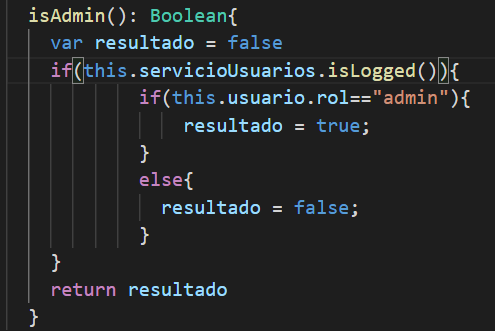 isAdmin(): Boolean{
var resultado = false
if(this.servicioUsuarios.isLogged()){
if(this.usuario.rol=="admin"){
resultado = true;
}
else{
resultado = false;
}
}
return resultado
}